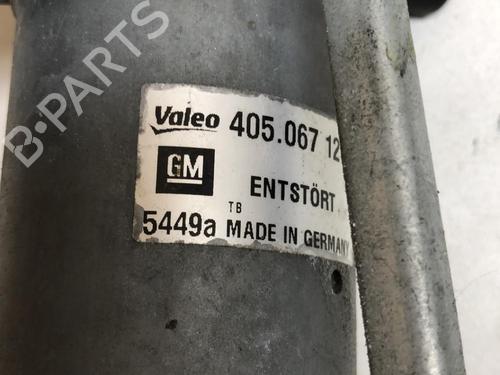 B-PARTS
Valeo 405.067 12
GM ENTSTÖRT
TB
5449a MADE IN GERMANY